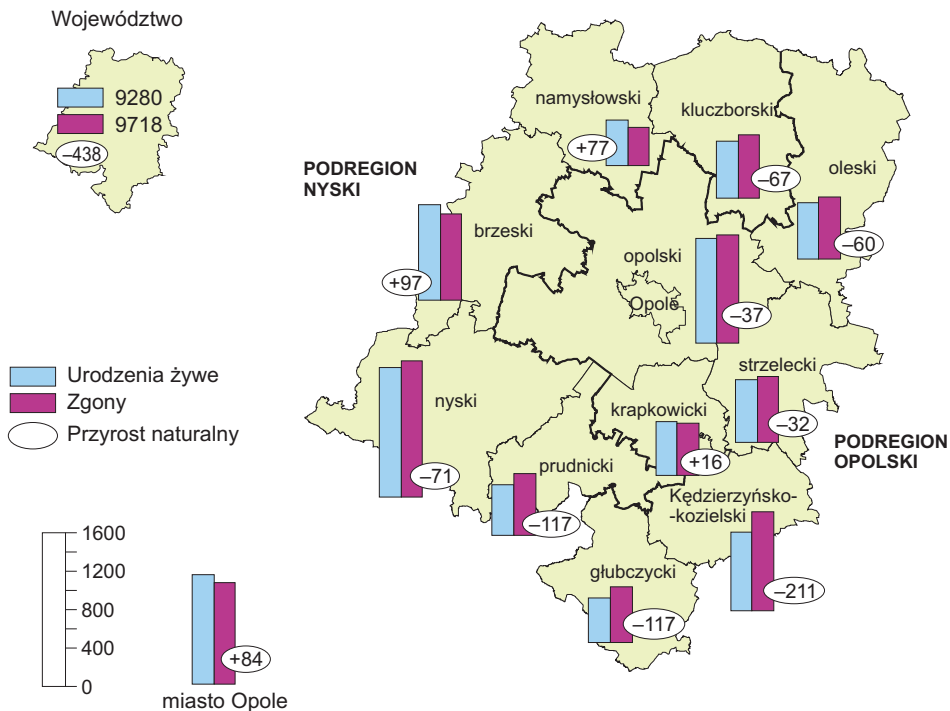 Województwo
9280
9718
–438
namysłowski
+77
kluczborski
–67
oleski
–60
PODREGION
NYSKI
brzeski
+97
opolski
Opole
–37
Urodzenia żywe
Zgony
Przyrost naturalny
nyski
–71
strzelecki
–32
krapkowicki
+16
PODREGION
OPOLSKI
prudnicki
–117
Kędzierzyńsko-
-kozielski
–211
głubczycki
–117
1600
1200
800
400
0
+84
miasto Opole